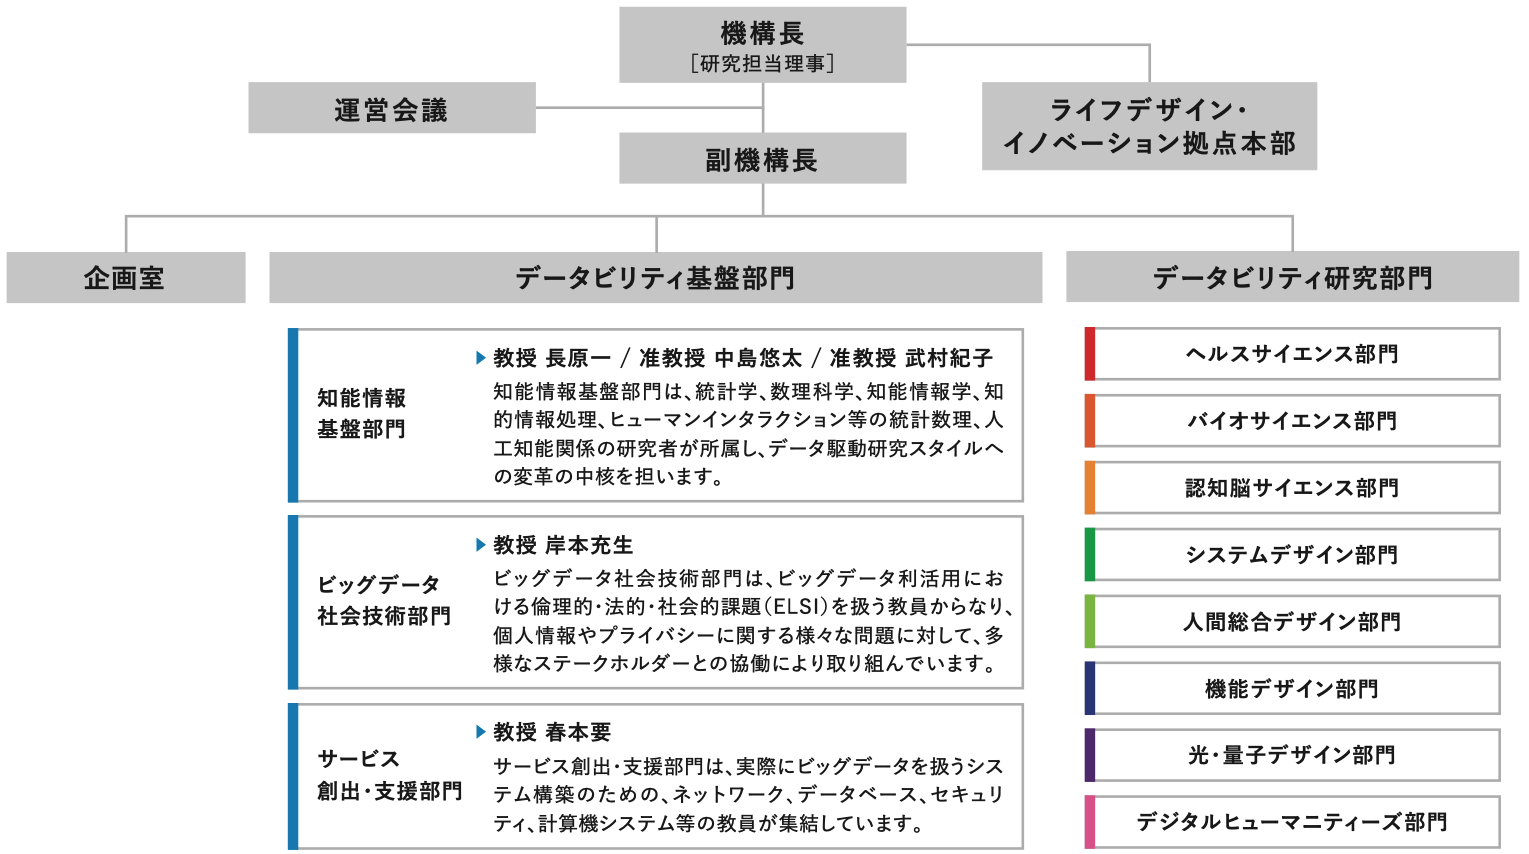 機構長
［研究担当理事］
運営会議
ライフデザイン・
イノベーション拠点本部
副機構長
企画室
データビリティ基盤部門
データビリティ研究部門
知能情報
基盤部門
教授 長原一 / 准教授 中島悠太 / 准教授 武村紀子
知能情報基盤部門は、統計学、数理科学、知能情報学、知
的情報処理、ヒューマンインタラクション等の統計数理、人
工知能関係の研究者が所属し、データ駆動研究スタイルへ
の変革の中核を担います。
ビッグデータ
社会技術部門
教授 岸本充生
ビッグデータ社会技術部門は、ビッグデータ利活用にお
ける倫理的・法的・社会的課題（ELSI）を扱う教員からなり、
個人情報やプライバシーに関する様々な問題に対して、多
様なステークホルダーとの協働により取り組んでいます。
サービス
創出・支援部門
教授 春本要
サービス創出・支援部門は、実際にビッグデータを扱うシス
テム構築のための、ネットワーク、データベース、セキュリ
ティ、計算機システム等の教員が集結しています。
ヘルスサイエンス部門
バイオサイエンス部門
認知脳サイエンス部門
システムデザイン部門
人間総合デザイン部門
機能デザイン部門
光・量子デザイン部門
デジタルヒューマニティーズ部門